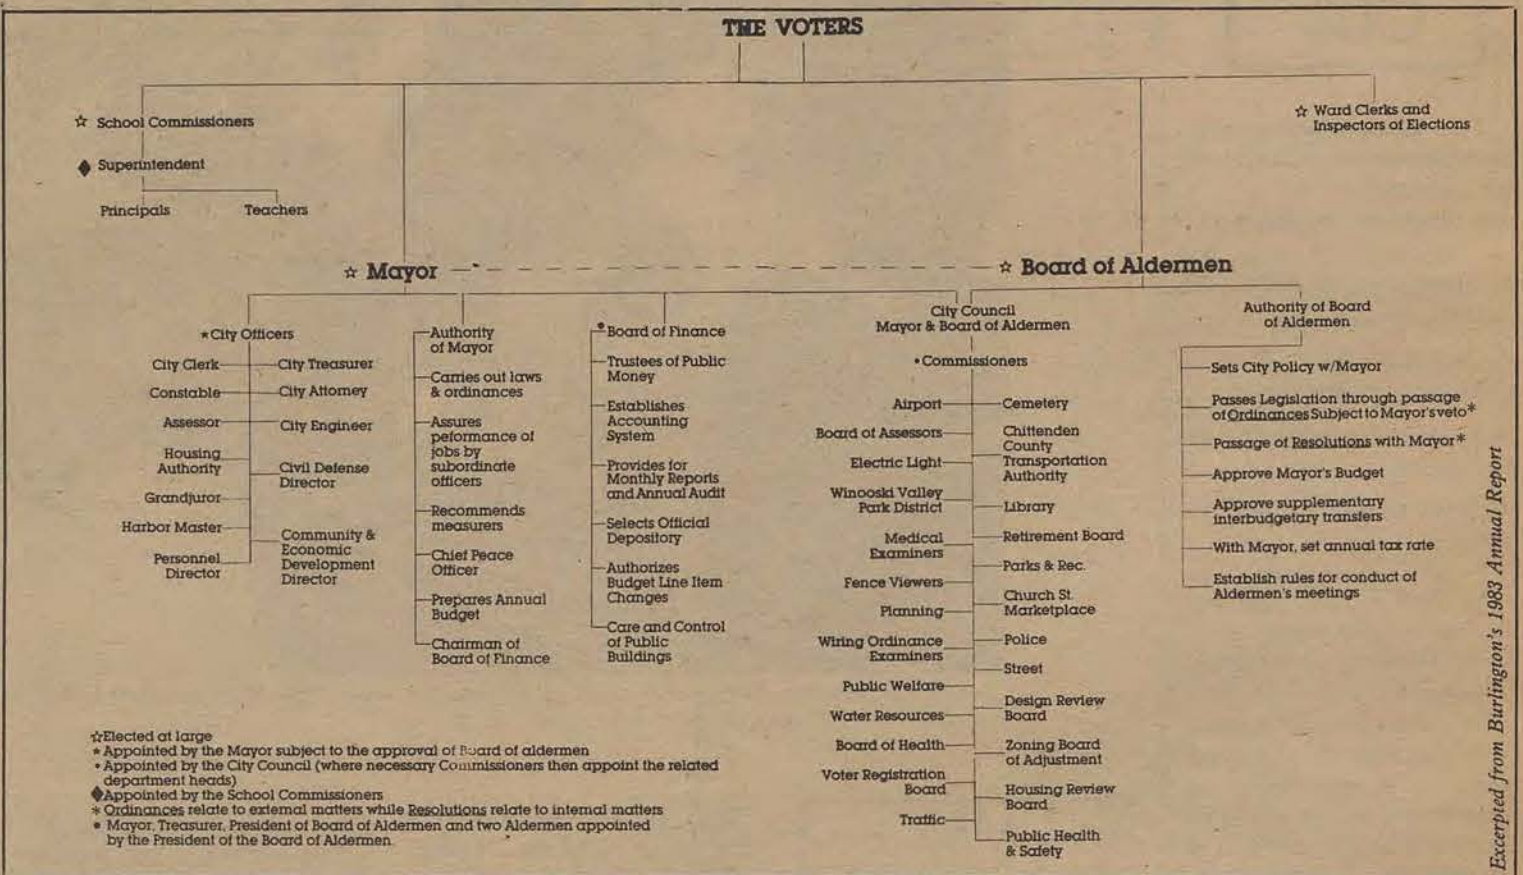 THE VOTERS
☆ School Commissioners
◆ Superintendent
Principals
Teachers
☆ Ward Clerks and
Inspectors of Elections
☆ Mayor
☆ Board of Aldermen
★City Officers
City Clerk
City Treasurer
Constable
City Attorney
Assessor
City Engineer
Housing
Authority
Civil Defense
Director
Grandjuror
Harbor Master
Community &
Economic
Development
Director
Personnel
Director
Authority
of Mayor
Carries out laws
& ordinances
Assures
peformance of
jobs by
subordinate
officers
Recommends
measurers
Chief Peace
Officer
Prepares Annual
Budget
Chairman of
Board of Finance
●Board of Finance
Trustees of Public
Money
Establishes
Accounting
System
Provides for
Monthly Reports
and Annual Audit
Selects Official
Depository
Authorizes
Budget Line Item
Changes
Care and Control
of Public
Buildings
City Council
Mayor & Board of Aldermen
•Commissioners
Airport
Cemetery
Board of Assessors
Chittenden
County
Transportation
Authority
Electric Light
Winooski Valley
Park District
Library
Medical
Examiners
Retirement Board
Parks & Rec.
Fence Viewers
Church St.
Marketplace
Planning
Police
Wiring Ordinance
Examiners
Street
Public Welfare
Design Review
Board
Water Resources
Board of Health
Zoning Board
of Adjustment
Voter Registration
Board
Housing Review
Board
Traffic
Public Health
& Safety
Authority of Board
of Aldermen
Sets City Policy w/Mayor
Passes Legislation through passage
of Ordinances Subject to Mayor's veto*
Passage of Resolutions with Mayor*
Approve Mayor's Budget
Approve supplementary
interbudgetary transfers
With Mayor, set annual tax rate
Establish rules for conduct of
Aldermen's meetings
☆Elected at large
★ Appointed by the Mayor subject to the approval of Board of aldermen
• Appointed by the City Council (where necessary Commissioners then appoint the related
department heads)
◆Appointed by the School Commissioners
* Ordinances relate to external matters while Resolutions relate to internal matters
● Mayor, Treasurer, President of Board of Aldermen and two Aldermen appointed
by the President of the Board of Aldermen.
Excerpted from Burlington's 1983 Annual Report